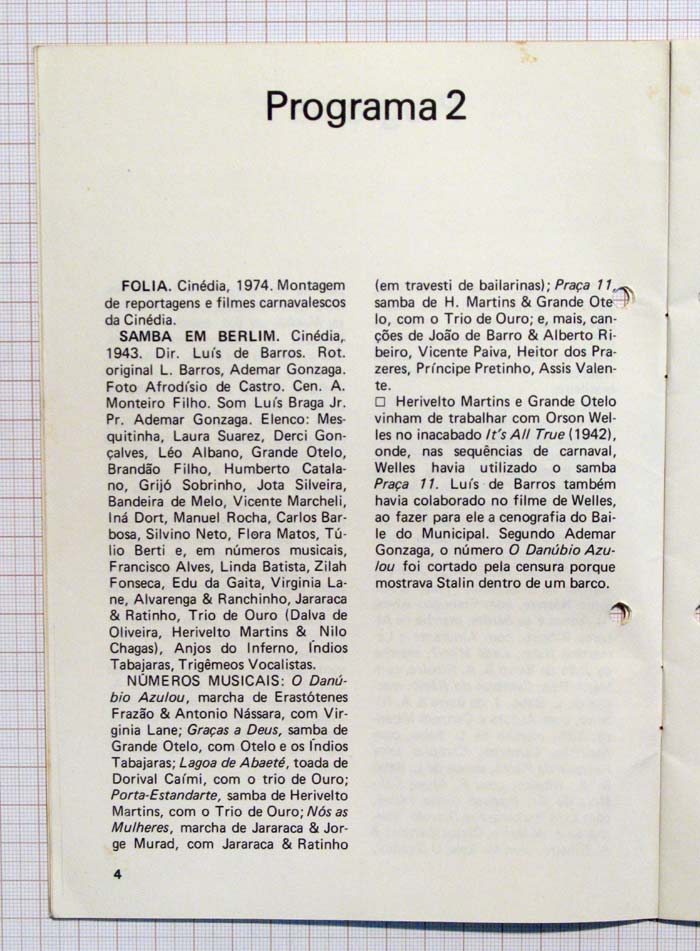 Programa 2
FOLIA. Cinédia, 1974. Montagem
de reportagens e filmes carnavalescos
da Cinédia.
SAMBA EM BERLIM. Cinédia,
1943. Dir. Luís de Barros. Rot.
original L. Barros, Ademar Gonzaga.
Foto Afrodísio de Castro. Cen. A.
Monteiro Filho. Som Luís Braga Jr.
Pr. Ademar Gonzaga. Elenco: Mes-
quitinha, Laura Suarez, Derci Gon-
çalves, Léo Albano, Grande Otelo,
Brandão Filho, Humberto Catala-
no, Grijó Sobrinho, Jota Silveira,
Bandeira de Melo, Vicente Marcheli,
Iná Dort, Manuel Rocha, Carlos Bar-
bosa, Silvino Neto, Flora Matos, Tú-
lio Berti e, em números musicais,
Francisco Alves, Linda Batista, Zilah
Fonseca, Edu da Gaita, Virginia La-
ne, Alvarenga & Ranchinho, Jararaca
& Ratinho, Trio de Ouro (Dalva de
Oliveira, Herivelto Martins & Nilo
Chagas), Anjos do Inferno, Índios
Tabajaras, Trigêmeos Vocalistas.
NÚMEROS MUSICAIS: O Danú-
bio Azulou, marcha de Erastótenes
Frazão & Antonio Nássara, com Vir-
ginia Lane; Graças a Deus, samba de
Grande Otelo, com Otelo e os Índios
Tabajaras; Lagoa de Abaeté, toada de
Dorival Caími, com o trio de Ouro;
Porta-Estandarte, samba de Herivelto
Martins, com o Trio de Ouro; Nós as
Mulheres, marcha de Jararaca & Jor-
ge Murad, com Jararaca & Ratinho
(em travesti de bailarinas); Praça 11,
samba de H. Martins & Grande Ote
lo, com o Trio de Ouro; e, mais, can-
ções de João de Barro & Alberto Ri-
beiro, Vicente Paiva, Heitor dos Pra-
zeres, Príncipe Pretinho, Assis Valen-
te.
□ Herivelto Martins e Grande Otelo
vinham de trabalhar com Orson Wel-
les no inacabado It's All True (1942),
onde, nas sequências de carnaval,
Welles havia utilizado o samba
Praça 11. Luís de Barros também
havia colaborado no filme de Welles,
ao fazer para ele a cenografia do Bai-
le do Municipal. Segundo Ademar
Gonzaga, o número O Danúbio Azu-
lou foi cortado pela censura porque
mostrava Stalin dentro de um barco.
4